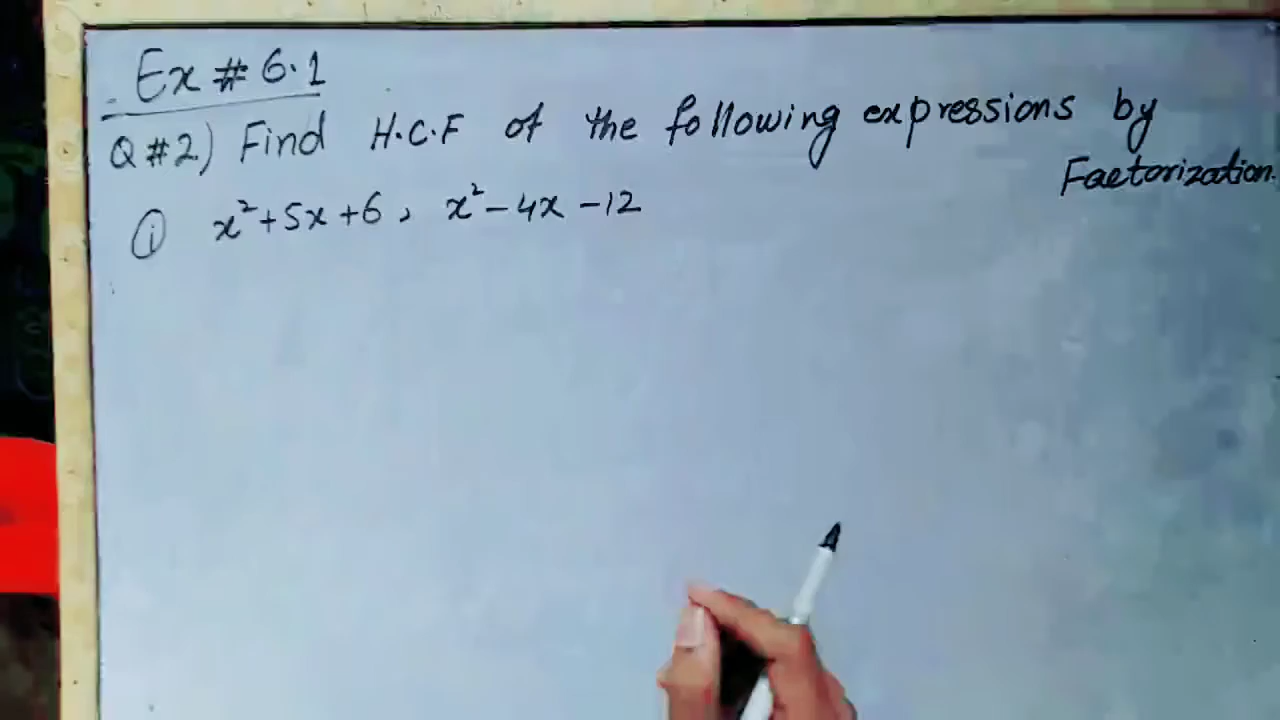 Ex # 6.1
Q #2) Find H.C.F of the following expressions by
Factorization.
i x²+5x+6, x²-4x-12